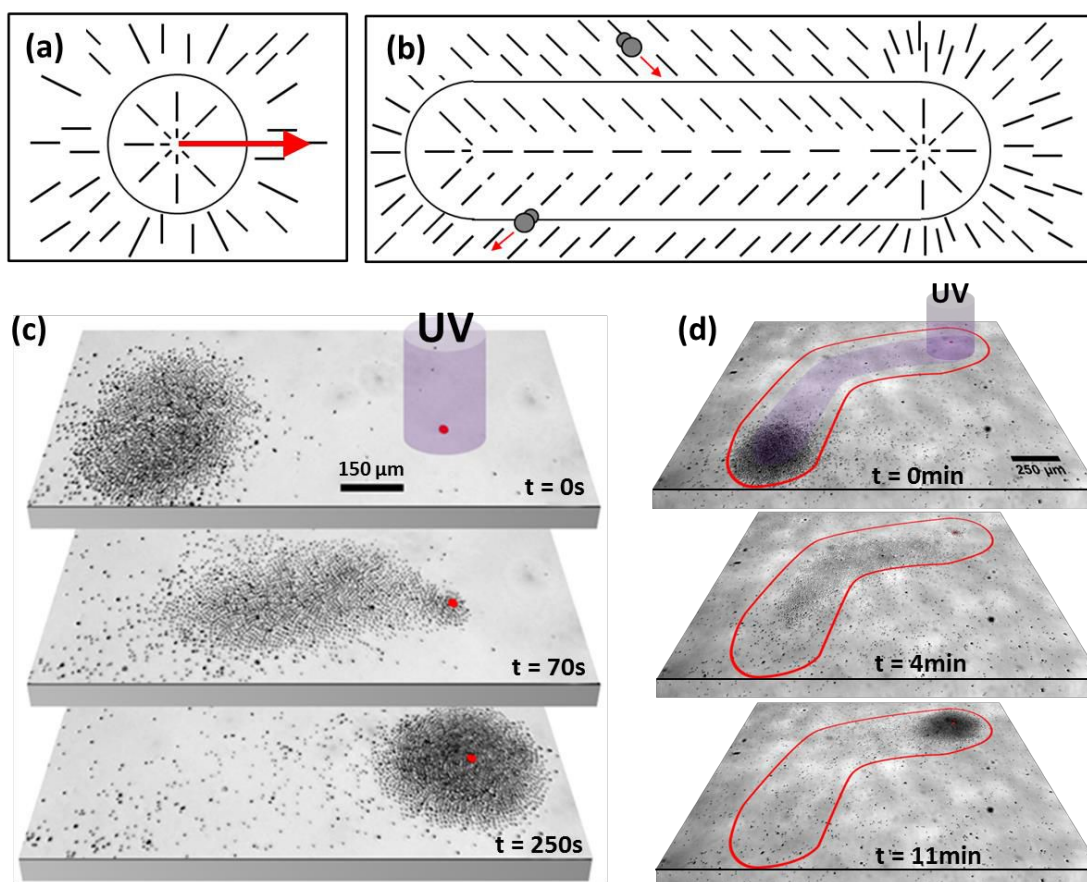 (a)
(b)
(c)
UV
150 µm
t = 0s
t = 70s
t = 250s
(d)
UV
250 µm
t = 0min
t = 4min
t = 11min